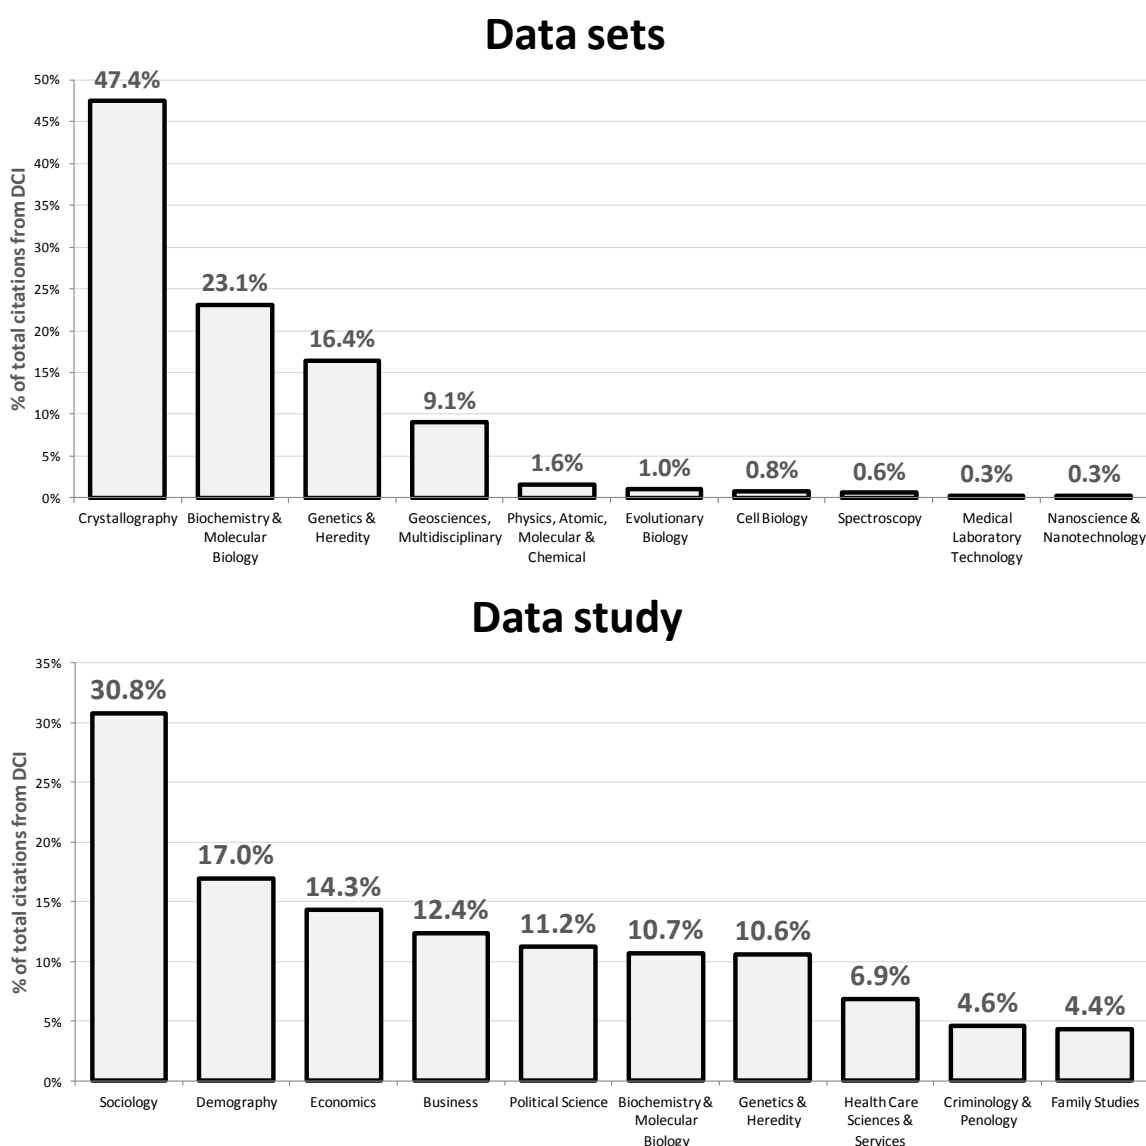 Data sets
% of total citations from DCI
50%
45%
40%
35%
30%
25%
20%
15%
10%
5%
0%
47.4%
23.1%
16.4%
9.1%
1.6%
1.0%
0.8%
0.6%
0.3%
0.3%
Crystallography
Biochemistry &
Molecular
Biology
Genetics &
Heredity
Geosciences,
Multidisciplinary
Physics, Atomic,
Molecular &
Chemical
Evolutionary
Biology
Cell Biology
Spectroscopy
Medical
Laboratory
Technology
Nanoscience &
Nanotechnology
Data study
% of total citations from DCI
35%
30%
25%
20%
15%
10%
5%
0%
30.8%
17.0%
14.3%
12.4%
11.2%
10.7%
10.6%
6.9%
4.6%
4.4%
Sociology
Demography
Economics
Business
Political Science
Biochemistry &
Molecular
Biology
Genetics &
Heredity
Health Care
Sciences &
Services
Criminology &
Penology
Family Studies